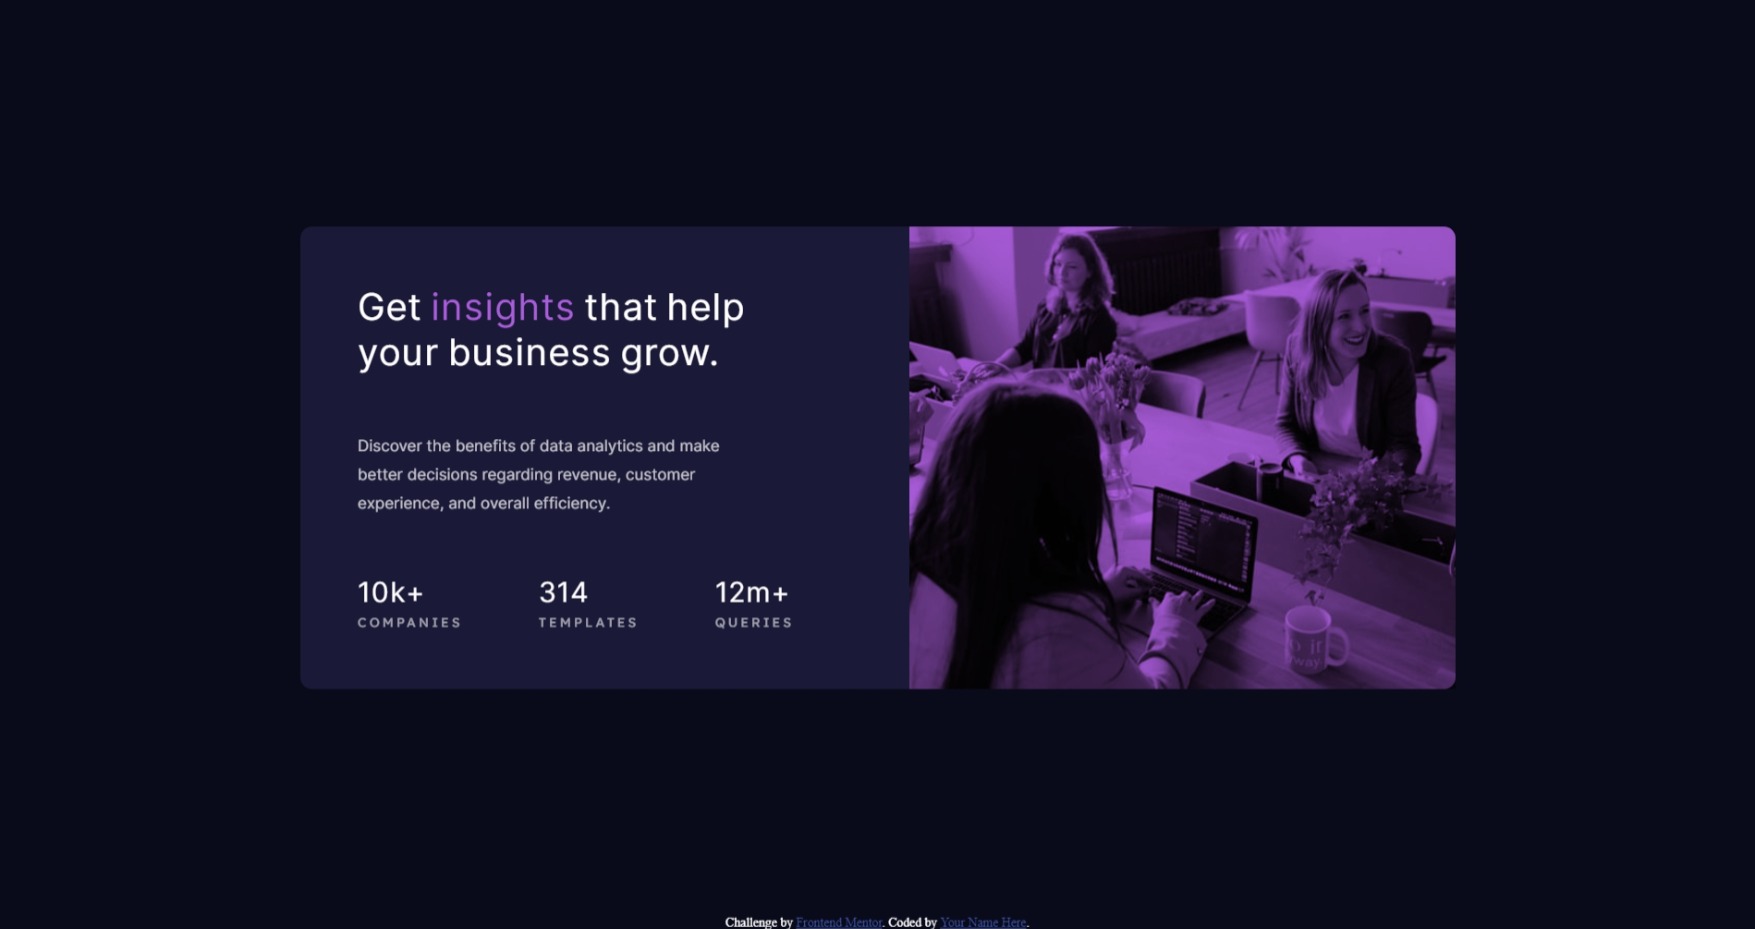 Get insights that help
your business grow.
Discover the benefits of data analytics and make
better decisions regarding revenue, customer
experience, and overall efficiency.
10k+ 314 12m+
COMPANIES TEMPLATES QUERIES
Challenge by Frontend Mentor. Coded by Your Name Here.